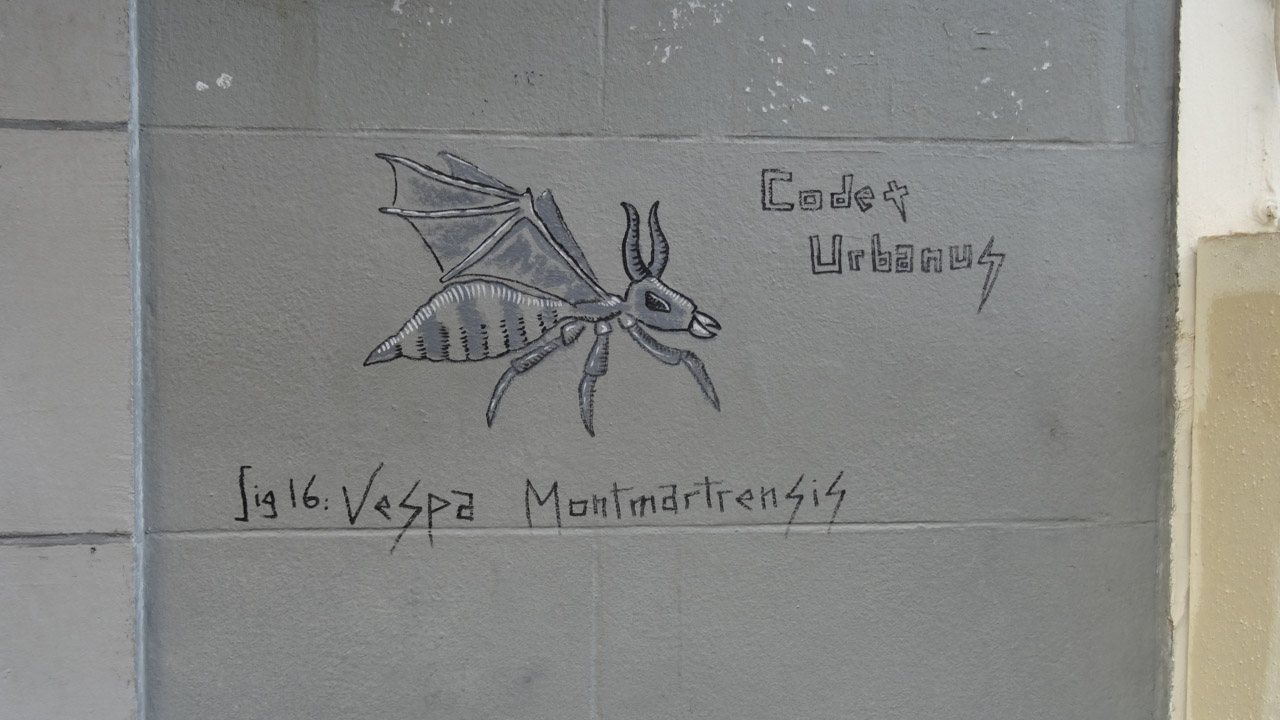 Codex
Urbanus
fig 16: Vespa Montmartrensis